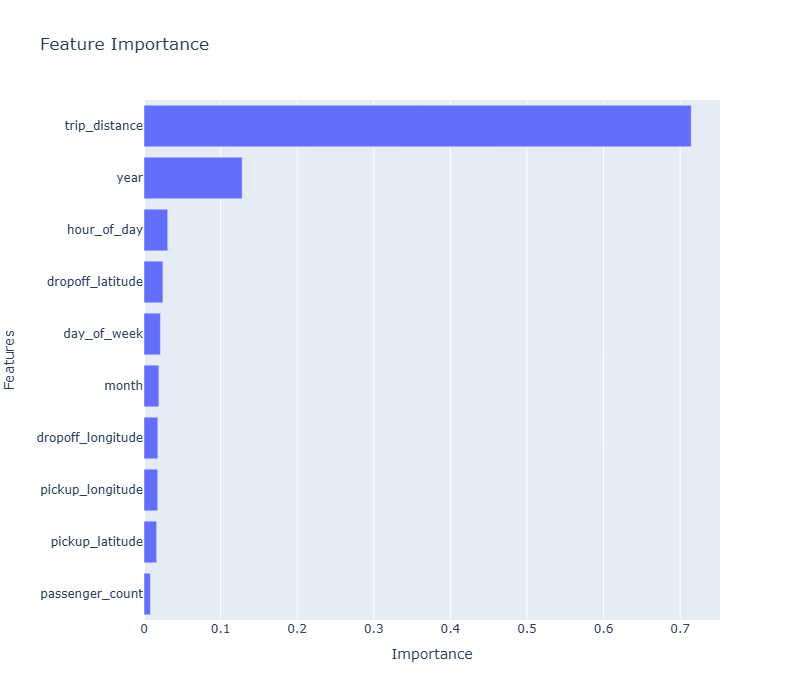 Feature Importance
trip_distance
year
hour_of_day
dropoff_latitude
day_of_week
month
dropoff_longitude
pickup_longitude
pickup_latitude
passenger_count
Features
0 0.1 0.2 0.3 0.4 0.5 0.6 0.7
Importance